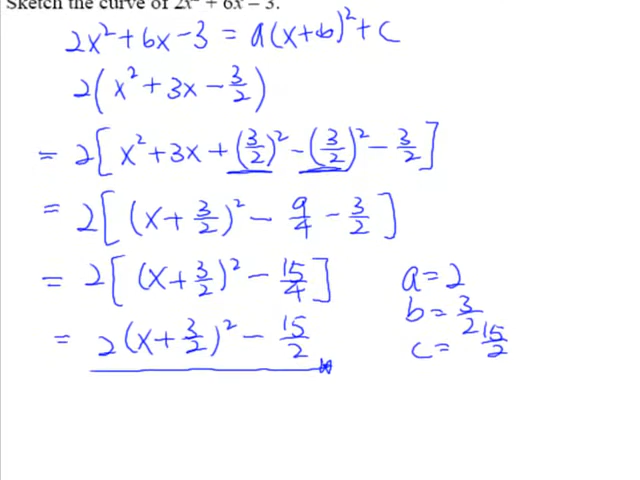 Sketch the curve of 2x² + 6x – 3.
2x² + 6x - 3 = a(x+b)² + c
2(x² + 3x - 3/2)
= 2[x² + 3x + (3/2)² - (3/2)² - 3/2]
= 2[(x + 3/2)² - 9/4 - 3/2]
= 2[(x + 3/2)² - 15/4]
= 2(x + 3/2)² - 15/2
a = 2
b = 3/2
c = 15/2